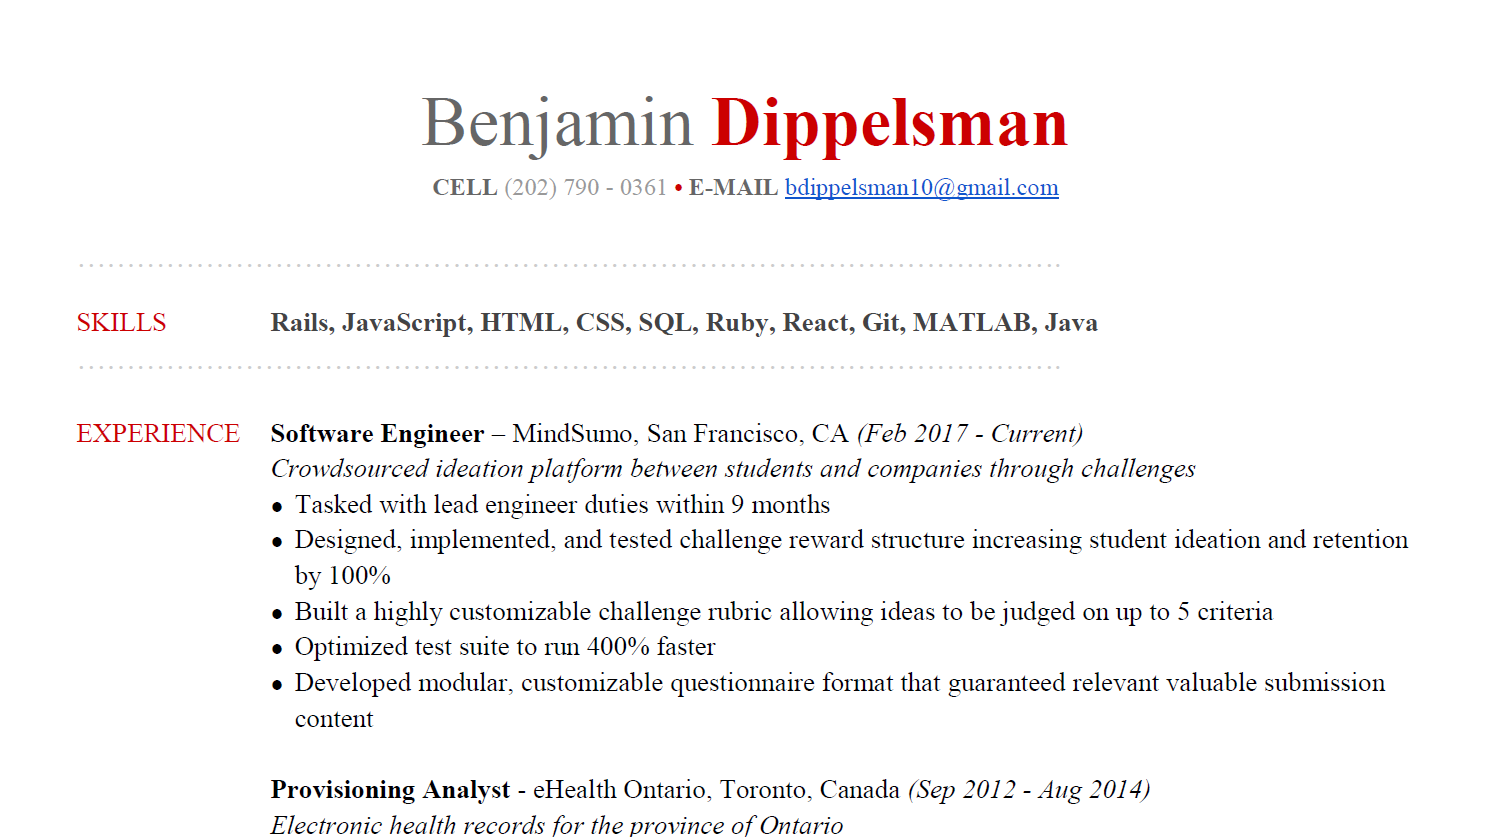 Benjamin Dippelsman
CELL (202) 790 - 0361 • E-MAIL bdippelsman10@gmail.com
SKILLS Rails, JavaScript, HTML, CSS, SQL, Ruby, React, Git, MATLAB, Java
EXPERIENCE Software Engineer – MindSumo, San Francisco, CA (Feb 2017 - Current)
Crowdsourced ideation platform between students and companies through challenges
● Tasked with lead engineer duties within 9 months
● Designed, implemented, and tested challenge reward structure increasing student ideation and retention
by 100%
● Built a highly customizable challenge rubric allowing ideas to be judged on up to 5 criteria
● Optimized test suite to run 400% faster
● Developed modular, customizable questionnaire format that guaranteed relevant valuable submission
content
Provisioning Analyst - eHealth Ontario, Toronto, Canada (Sep 2012 - Aug 2014)
Electronic health records for the province of Ontario